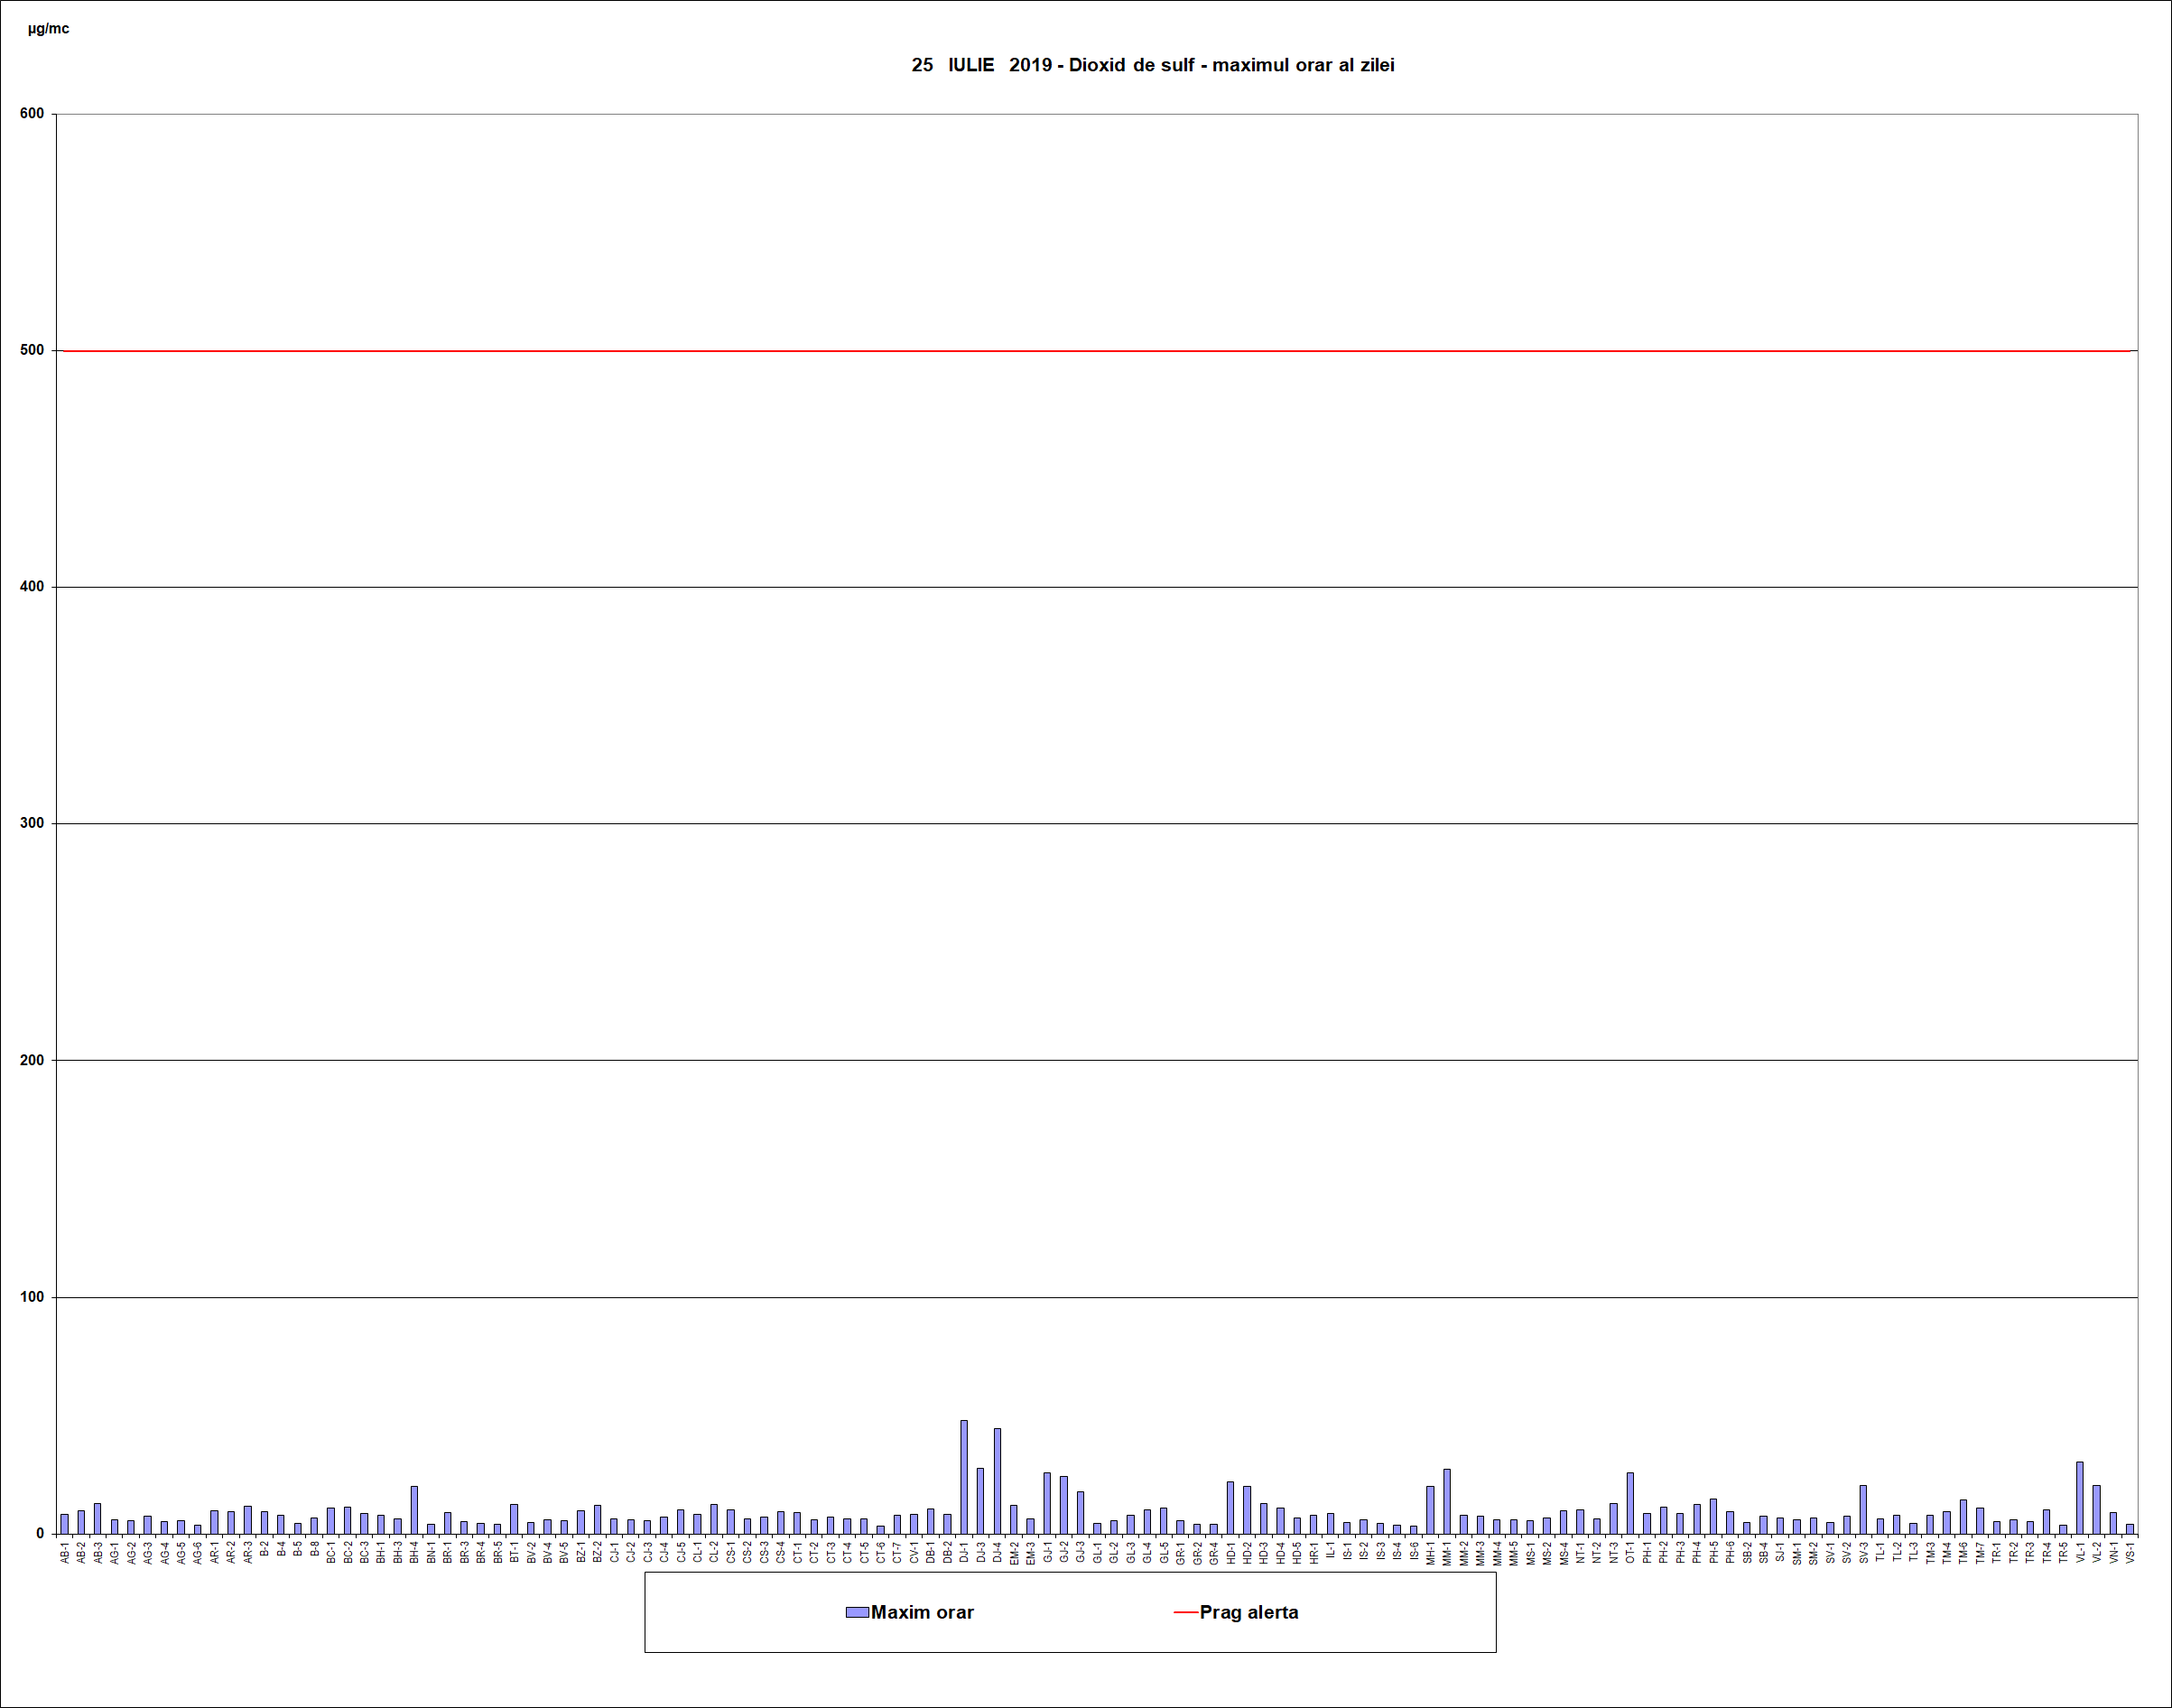 µg/mc
25 IULIE 2019 - Dioxid de sulf - maximul orar al zilei
600
500
400
300
200
100
0
AB-1 AB-2 AB-3 AG-1 AG-2 AG-3 AG-4 AG-5 AG-6 AR-1 AR-2 AR-3 B-2 B-4 B-5 B-8 BC-1 BC-2 BC-3 BH-1 BH-3 BH-4 BN-1 BR-1 BR-3 BR-4 BR-5 BT-1 BV-2 BV-4 BV-5 BZ-1 BZ-2 CJ-1 CJ-2 CJ-3 CJ-4 CJ-5 CL-1 CL-2 CS-1 CS-2 CS-3 CS-4 CT-1 CT-2 CT-3 CT-4 CT-5 CT-6 CT-7 CV-1 DB-1 DB-2 DJ-1 DJ-3 DJ-4 EM-2 EM-3 GJ-1 GJ-2 GJ-3 GL-1 GL-2 GL-3 GL-4 GL-5 GR-1 GR-2 GR-4 HD-1 HD-2 HD-3 HD-4 HD-5 HR-1 IL-1 IS-1 IS-2 IS-3 IS-4 IS-6 MH-1 MM-1 MM-2 MM-3 MM-4 MM-5 MS-1 MS-2 MS-4 NT-1 NT-2 NT-3 OT-1 PH-1 PH-2 PH-3 PH-4 PH-5 PH-6 SB-2 SB-4 SJ-1 SM-1 SM-2 SV-1 SV-2 SV-3 TL-1 TL-2 TL-3 TM-3 TM-4 TM-6 TM-7 TR-1 TR-2 TR-3 TR-4 TR-5 VL-1 VL-2 VN-1 VS-1
Maxim orar Prag alerta